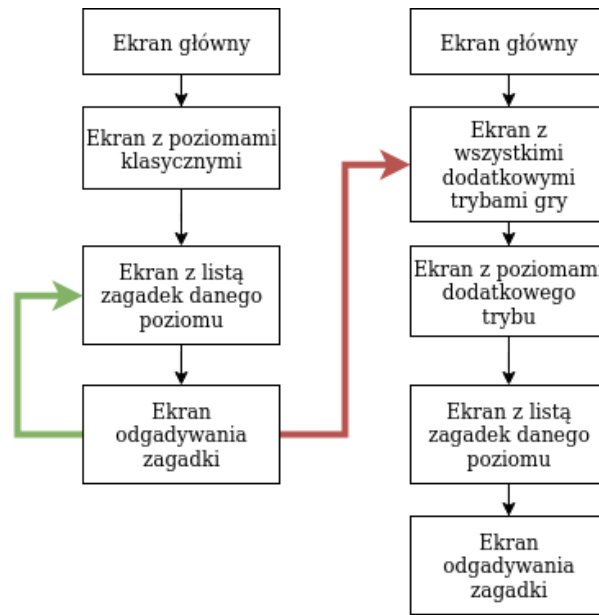 Ekran główny
Ekran z poziomami
klasycznymi
Ekran z listą
zagadek danego
poziomu
Ekran
odgadywania
zagadki
Ekran główny
Ekran z
wszystkimi
dodatkowymi
trybami gry
Ekran z poziomami
dodatkowego
trybu
Ekran z listą
zagadek danego
poziomu
Ekran
odgadywania
zagadki